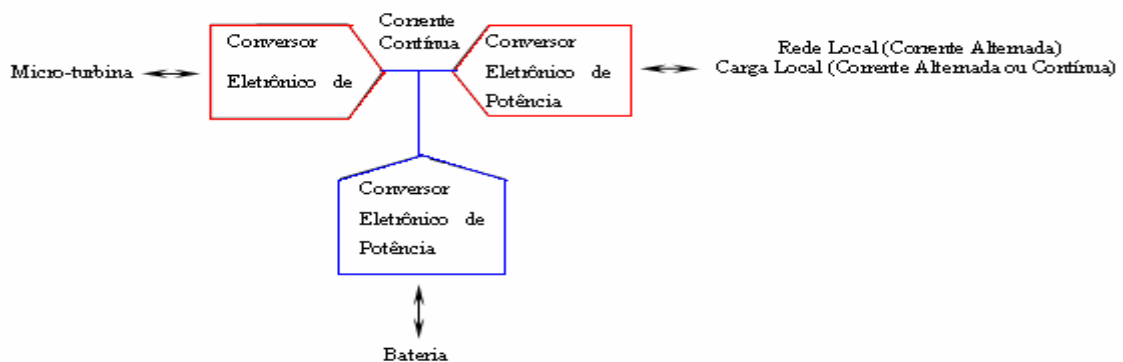 Corrente
Contínua
Conversor
Eletrônico de
Conversor
Eletrônico de
Potência
Micro-turbina
Rede Local (Corrente Alternada)
Carga Local (Corrente Alternada ou Contínua)
Conversor
Eletrônico de
Potência
Bateria